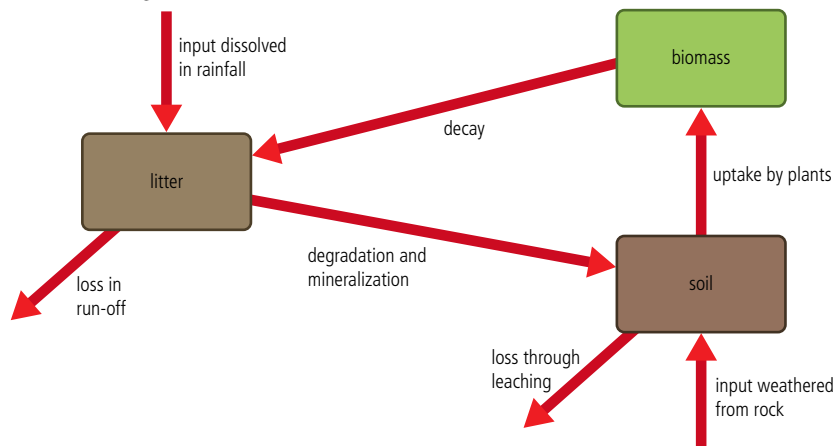 input dissolved
in rainfall
biomass
decay
litter
uptake by plants
degradation and
mineralization
loss in
run-off
soil
loss through
leaching
input weathered
from rock